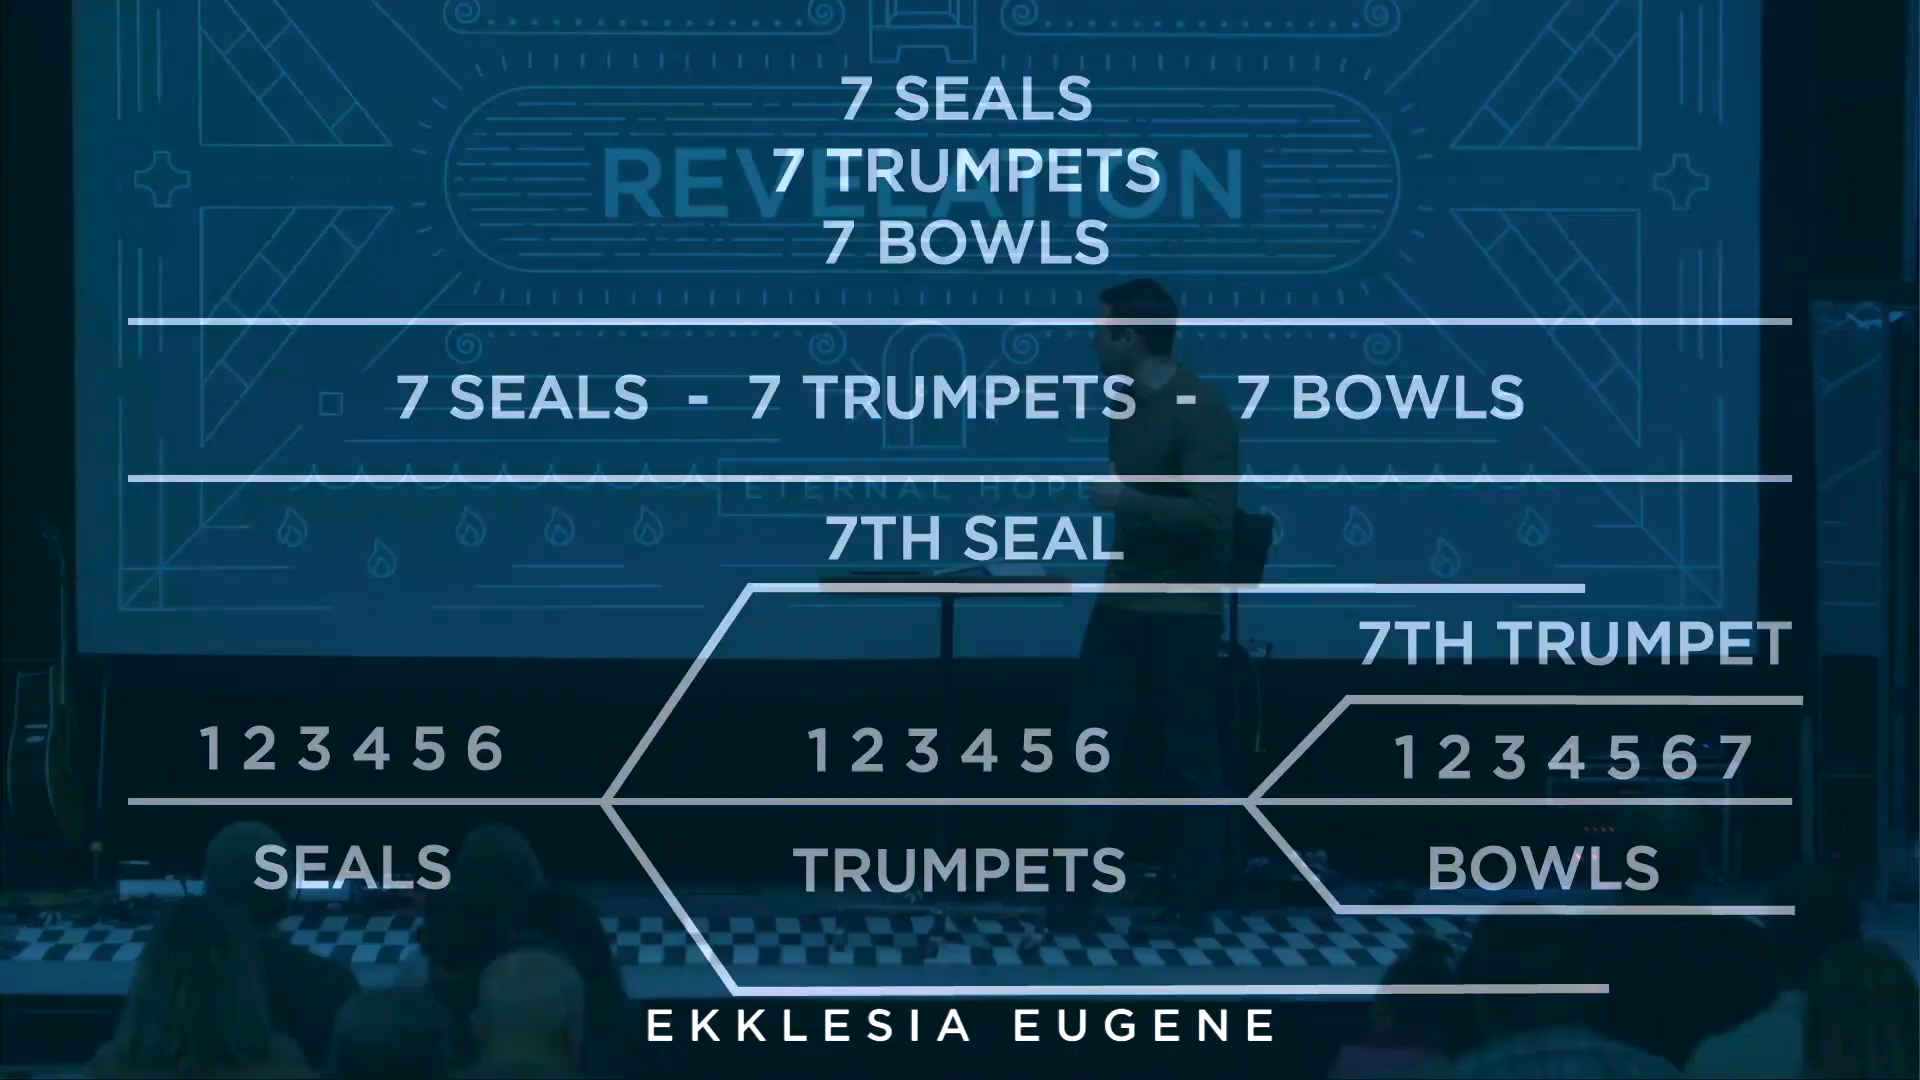 7 SEALS
7 TRUMPETS
REVELATION
7 BOWLS
7 SEALS - 7 TRUMPETS - 7 BOWLS
ETERNAL HOPE
7TH SEAL
7TH TRUMPET
1 2 3 4 5 6
1 2 3 4 5 6
1 2 3 4 5 6 7
SEALS
TRUMPETS
BOWLS
EKKLESIA EUGENE